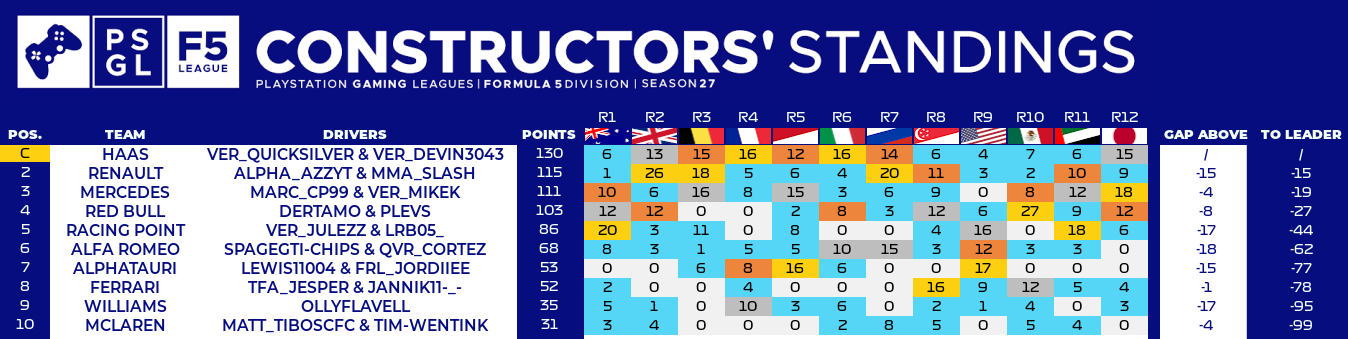 PS GL F5 LEAGUE CONSTRUCTORS' STANDINGS
PLAYSTATION GAMING LEAGUES | FORMULA 5 DIVISION | SEASON 27
R1 R2 R3 R4 R5 R6 R7 R8 R9 R10 R11 R12
POS. TEAM DRIVERS POINTS GAP ABOVE TO LEADER
C HAAS VER_QUICKSILVER & VER_DEVIN3043 130 6 13 15 16 12 16 14 6 4 7 6 15 / /
2 RENAULT ALPHA_AZZYT & MMA_SLASH 115 1 26 18 5 6 4 20 11 3 2 10 9 -15 -15
3 MERCEDES MARC_CP99 & VER_MIKEK 111 10 6 16 8 15 3 6 9 0 8 12 18 -4 -19
4 RED BULL DERTAMO & PLEVS 103 12 12 0 0 2 8 3 12 6 27 9 12 -8 -27
5 RACING POINT VER_JULEZZ & LRB05_ 86 20 3 11 0 8 0 0 4 16 0 18 6 -17 -44
6 ALFA ROMEO SPAGEGTI-CHIPS & QVR_CORTEZ 68 8 3 1 5 5 10 15 3 12 3 3 0 -18 -62
7 ALPHATAURI LEWIS11004 & FRL_JORDIIEE 53 0 0 6 8 16 6 0 0 17 0 0 0 -15 -77
8 FERRARI TFA_JESPER & JANNIK11-_- 52 2 0 0 4 0 0 0 16 9 12 5 4 -1 -78
9 WILLIAMS OLLYFLAVELL 35 5 1 0 10 3 6 0 2 1 4 0 3 -17 -95
10 MCLAREN MATT_TIBOSCFC & TIM-WENTINK 31 3 4 0 0 0 2 8 5 0 5 4 0 -4 -99